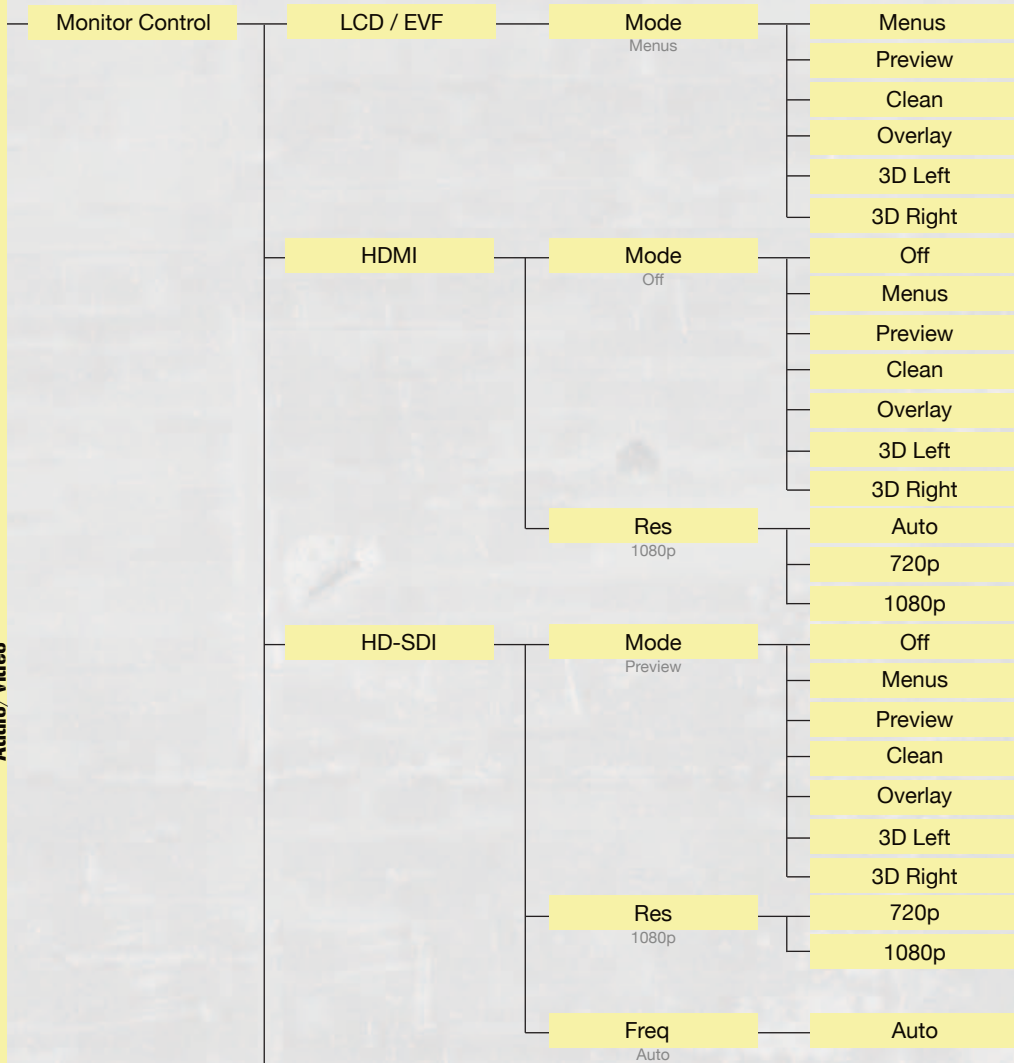 Monitor Control
LCD / EVF
Mode
Menus
Menus
Preview
Clean
Overlay
3D Left
3D Right
HDMI
Mode
Off
Off
Menus
Preview
Clean
Overlay
3D Left
3D Right
Res
1080p
Auto
720p
1080p
HD-SDI
Mode
Preview
Off
Menus
Preview
Clean
Overlay
3D Left
3D Right
Res
1080p
720p
1080p
Freq
Auto
Auto
Audio/ Video